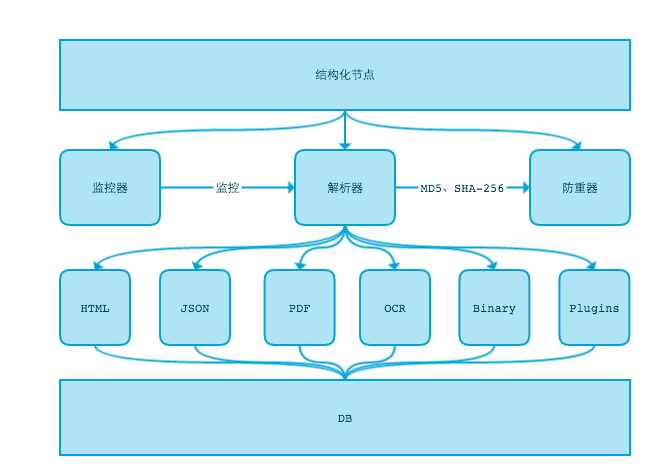 结构化节点
监控器
监控
解析器
MD5、SHA-256
防重器
HTML
JSON
PDF
OCR
Binary
Plugins
DB